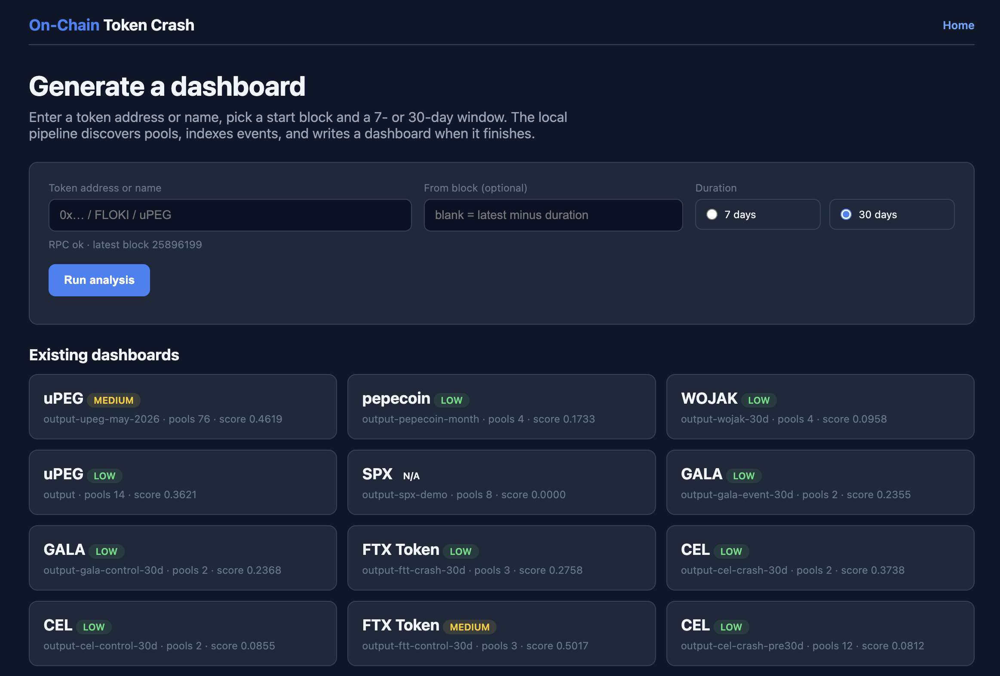 On-Chain Token Crash
Home
Generate a dashboard
Enter a token address or name, pick a start block and a 7- or 30-day window. The local
pipeline discovers pools, indexes events, and writes a dashboard when it finishes.
Token address or name
From block (optional)
Duration
0x... / FLOKI / uPEG
blank = latest minus duration
7 days
30 days
RPC ok · latest block 25896199
Run analysis
Existing dashboards
uPEG MEDIUM
output-upeg-may-2026 · pools 76 · score 0.4619
pepecoin LOW
output-pepecoin-month · pools 4 · score 0.1733
WOJAK LOW
output-wojak-30d · pools 4 · score 0.0958
uPEG LOW
output · pools 14 · score 0.3621
SPX N/A
output-spx-demo · pools 8 · score 0.0000
GALA LOW
output-gala-event-30d · pools 2 · score 0.2355
GALA LOW
output-gala-control-30d · pools 2 · score 0.2368
FTX Token LOW
output-ftt-crash-30d · pools 3 · score 0.2758
CEL LOW
output-cel-crash-30d · pools 2 · score 0.3738
CEL LOW
output-cel-control-30d · pools 2 · score 0.0855
FTX Token MEDIUM
output-ftt-control-30d · pools 3 · score 0.5017
CEL LOW
output-cel-crash-pre30d · pools 12 · score 0.0812